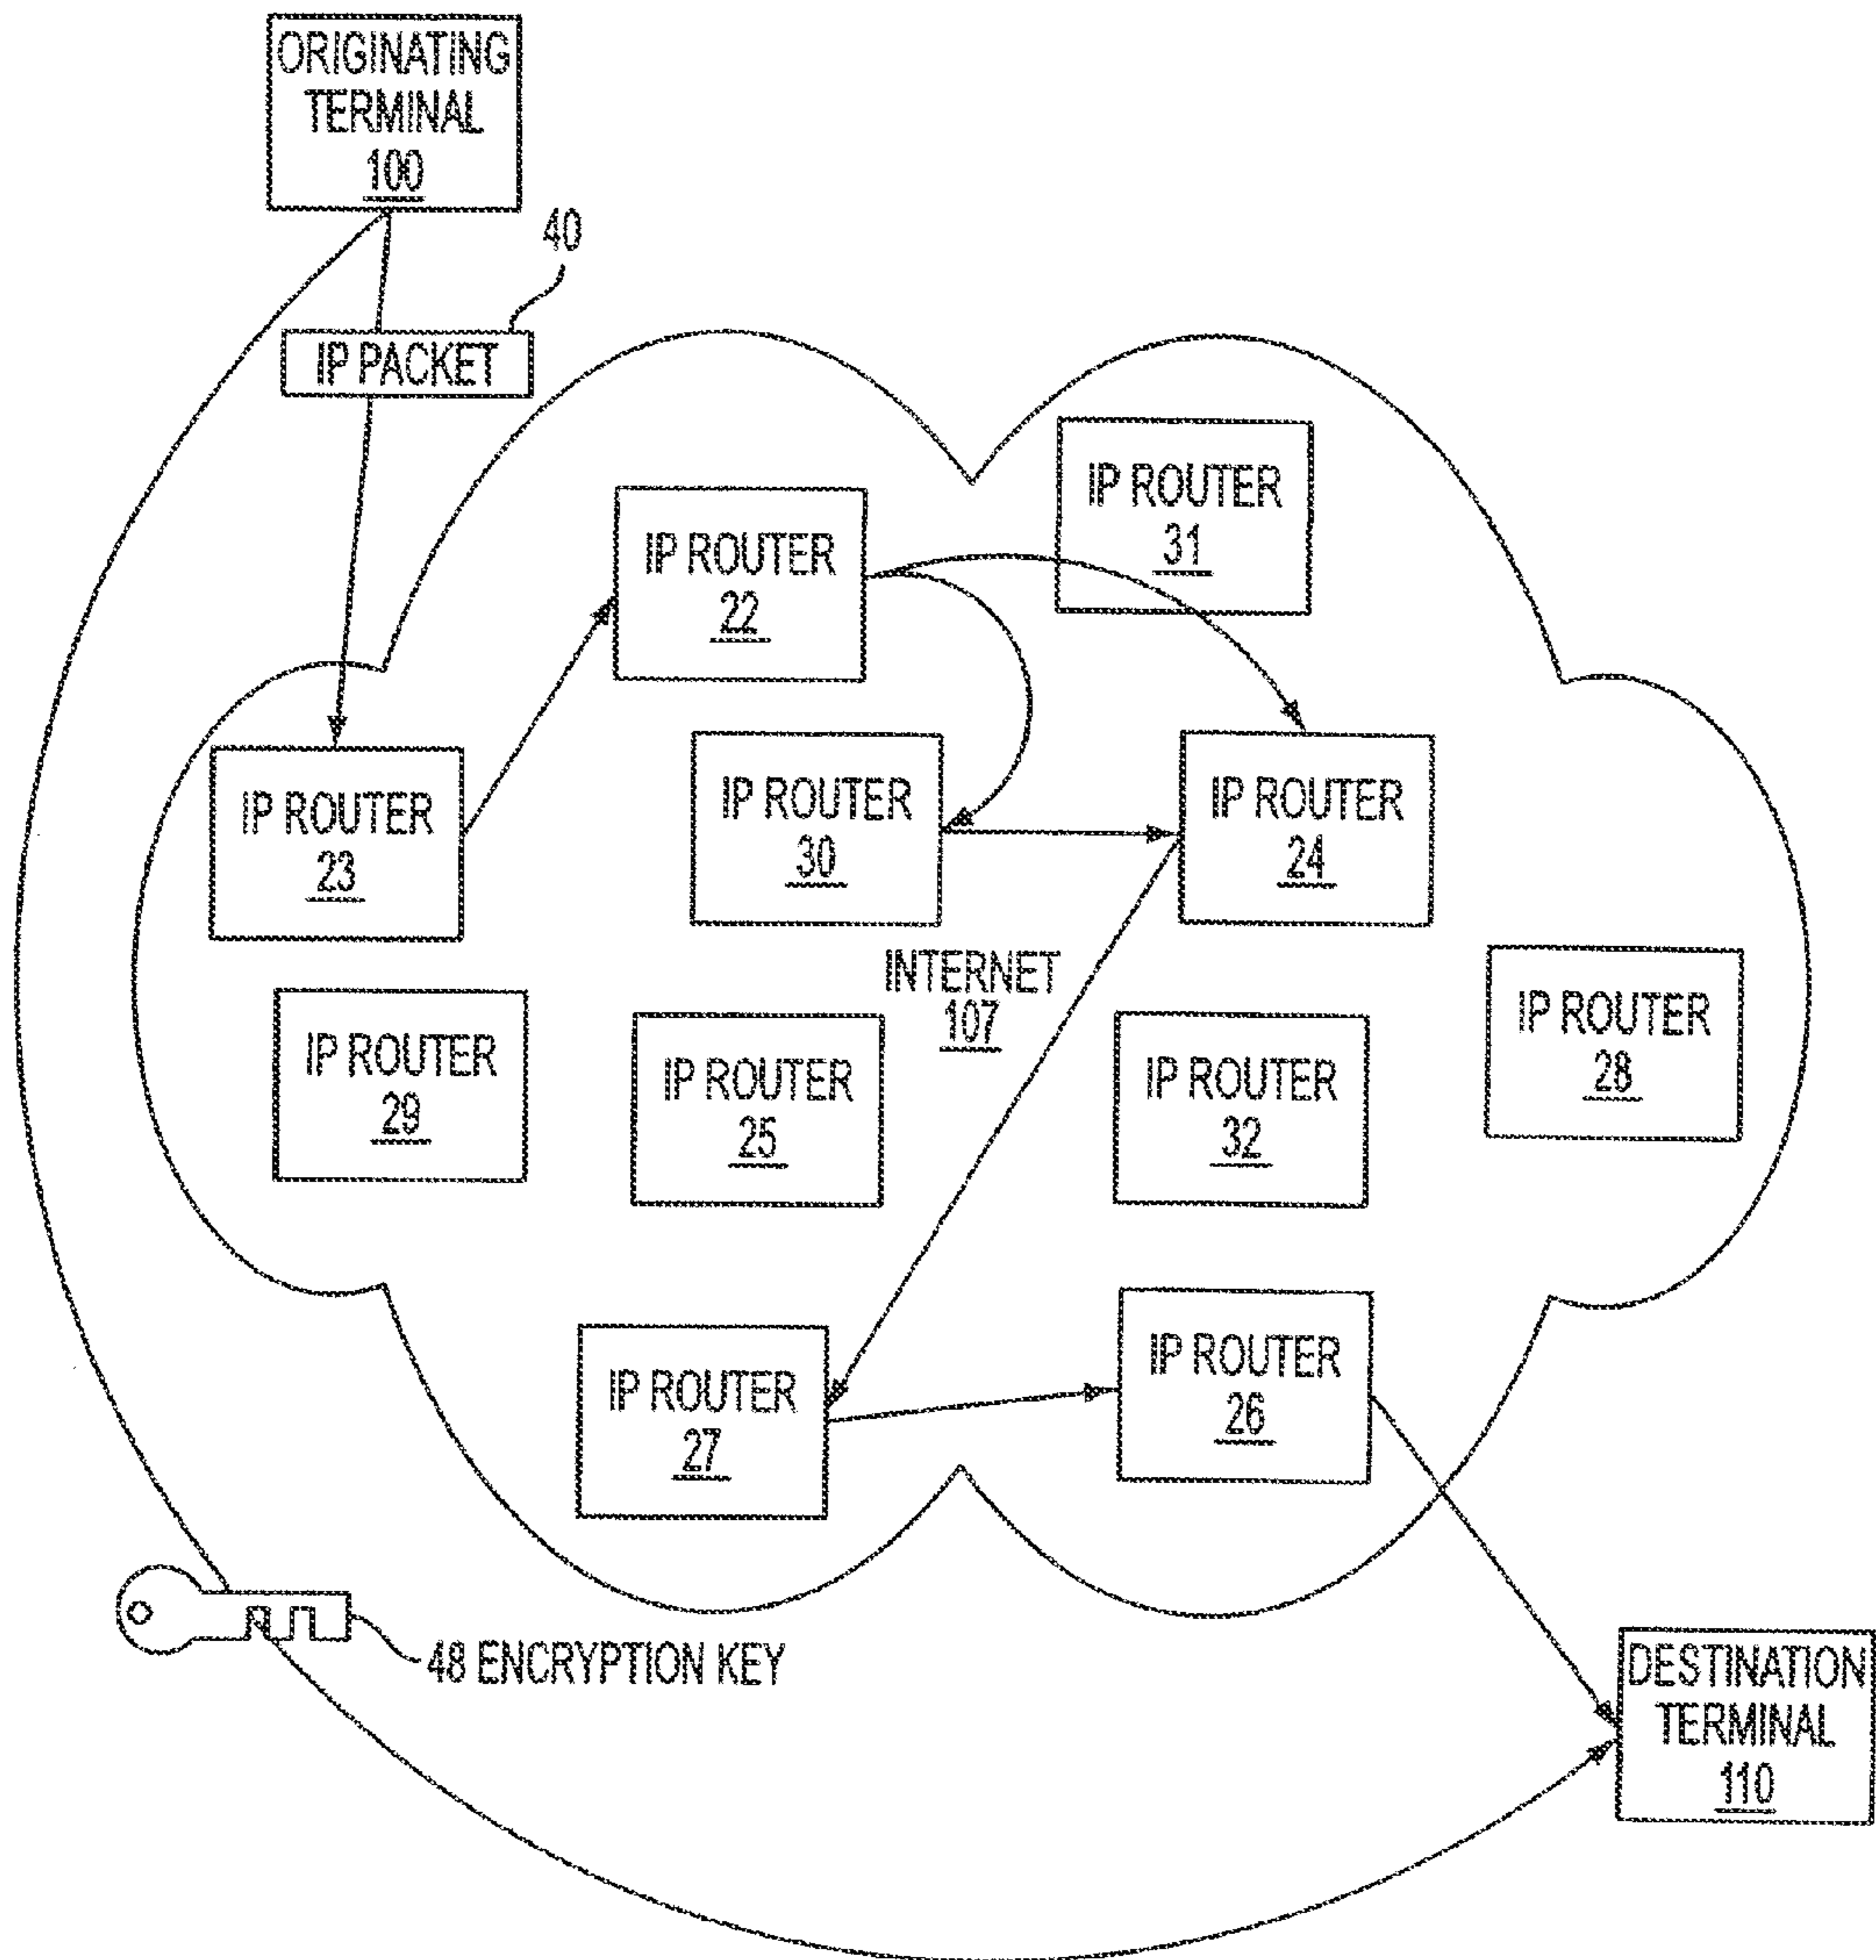 ORIGINATING
TERMINAL
100
40
IP PACKET
IP ROUTER
31
IP ROUTER
22
IP ROUTER
23
IP ROUTER
30
IP ROUTER
24
INTERNET
107
IP ROUTER
28
IP ROUTER
29
IP ROUTER
25
IP ROUTER
32
IP ROUTER
27
IP ROUTER
26
48 ENCRYPTION KEY
DESTINATION
TERMINAL
110